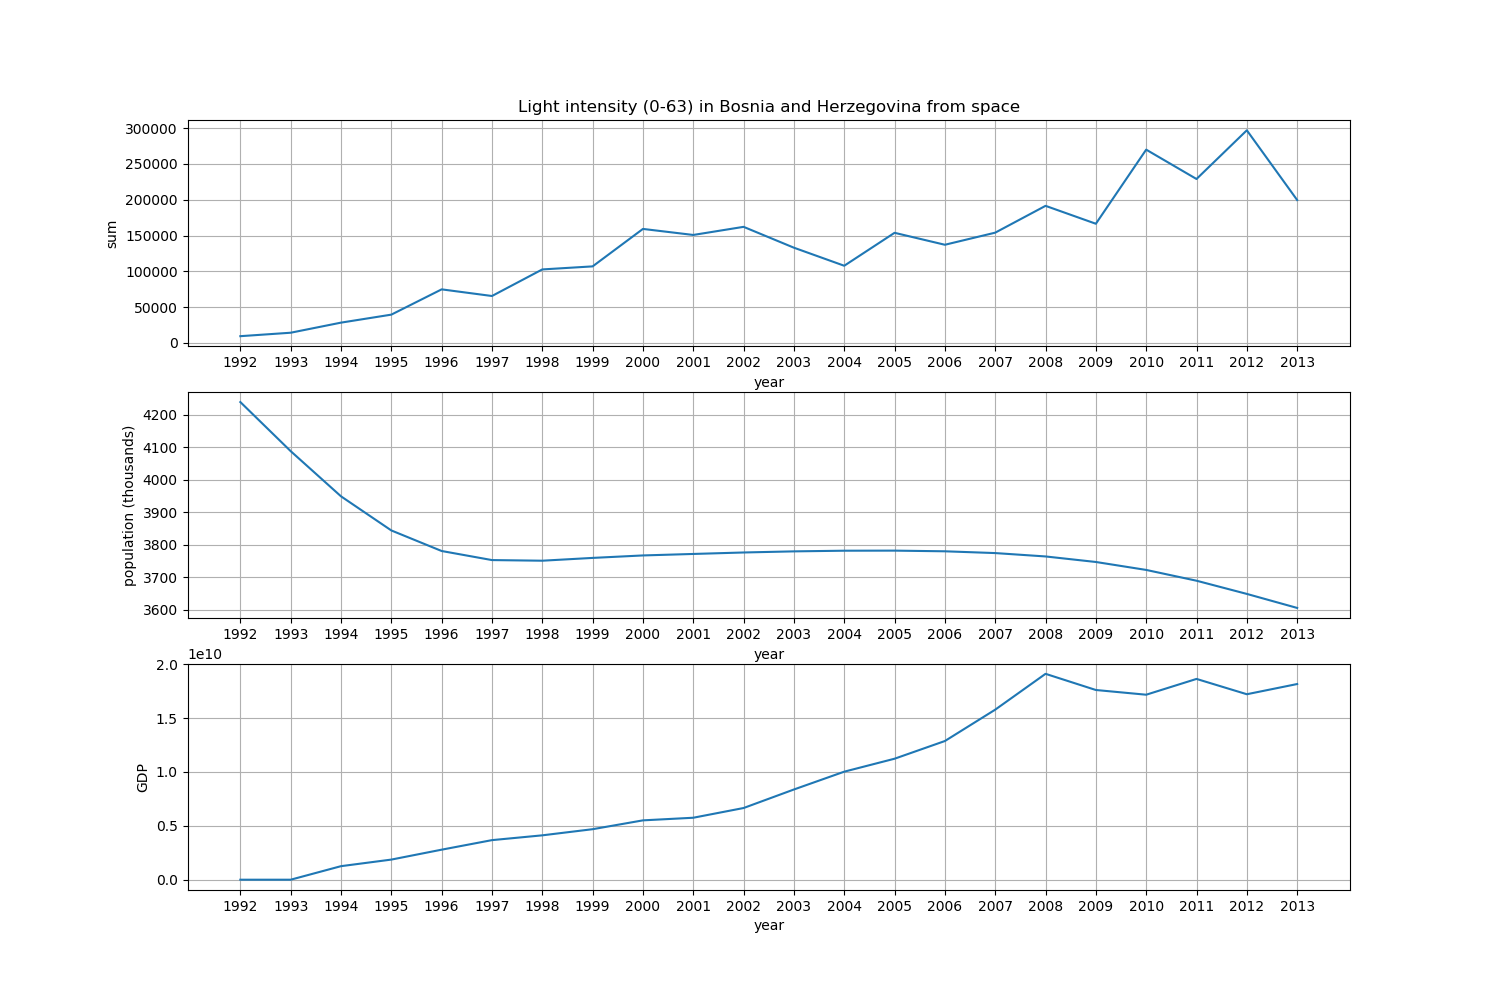 Light intensity (0-63) in Bosnia and Herzegovina from space
300000
250000
200000
150000
100000
50000
0
sum
1992 1993 1994 1995 1996 1997 1998 1999 2000 2001 2002 2003 2004 2005 2006 2007 2008 2009 2010 2011 2012 2013
year
4200
4100
4000
3900
3800
3700
3600
population (thousands)
1992 1993 1994 1995 1996 1997 1998 1999 2000 2001 2002 2003 2004 2005 2006 2007 2008 2009 2010 2011 2012 2013
year
1e10
2.0
1.5
1.0
0.5
0.0
GDP
1992 1993 1994 1995 1996 1997 1998 1999 2000 2001 2002 2003 2004 2005 2006 2007 2008 2009 2010 2011 2012 2013
year